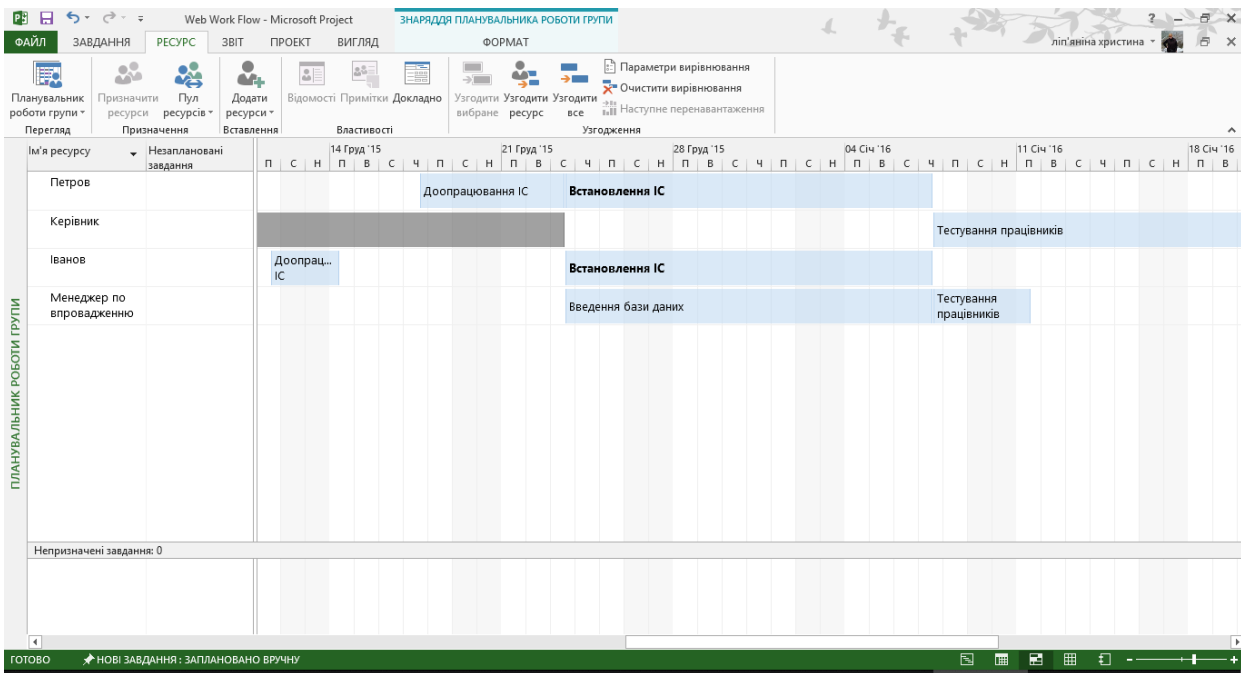 Web Work Flow - Microsoft Project
ЗНАРЯДДЯ ПЛАНУВАЛЬНИКА РОБОТИ ГРУПИ
?
ФАЙЛ ЗАВДАННЯ РЕСУРС ЗВІТ ПРОЕКТ ВИГЛЯД ФОРМАТ
ліп'яніна христина
Планувальник роботи групи
Призначити ресурси
Пул ресурсів
Додати ресурси
Відомості Примітки Докладно
Узгодити вибране
Узгодити ресурс
Узгодити все
Параметри вирівнювання
Очистити вирівнювання
Наступне перенавантаження
Перегляд Призначення Вставлення Властивості Узгодження
Ім'я ресурсу
Незаплановані завдання
14 Груд '15 21 Груд '15 28 Груд '15 04 Січ '16 11 Січ '16 18 Січ '16
П С Н П В С Ч П С Н П В С Ч П С Н П В С Ч П С Н П В С Ч П С Н П В С Ч П С Н П В
Петров
Доопрацювання ІС
Встановлення ІС
Керівник
Тестування працівників
Іванов
Доопрац...
ІС
Встановлення ІС
Менеджер по
впровадженню
Введення бази даних
Тестування
працівників
ПЛАНУВАЛЬНИК РОБОТИ ГРУПИ
Непризначені завдання: 0
ГОТОВО
НОВІ ЗАВДАННЯ : ЗАПЛАНОВАНО ВРУЧНУ